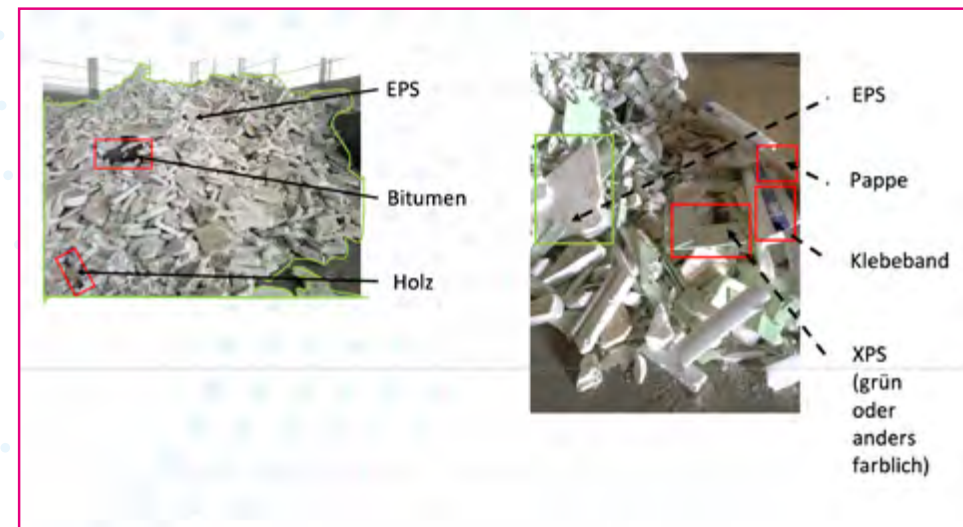 EPS
Bitumen
Holz
EPS
Pappe
Klebeband
XPS
(grün
oder
anders
farblich)